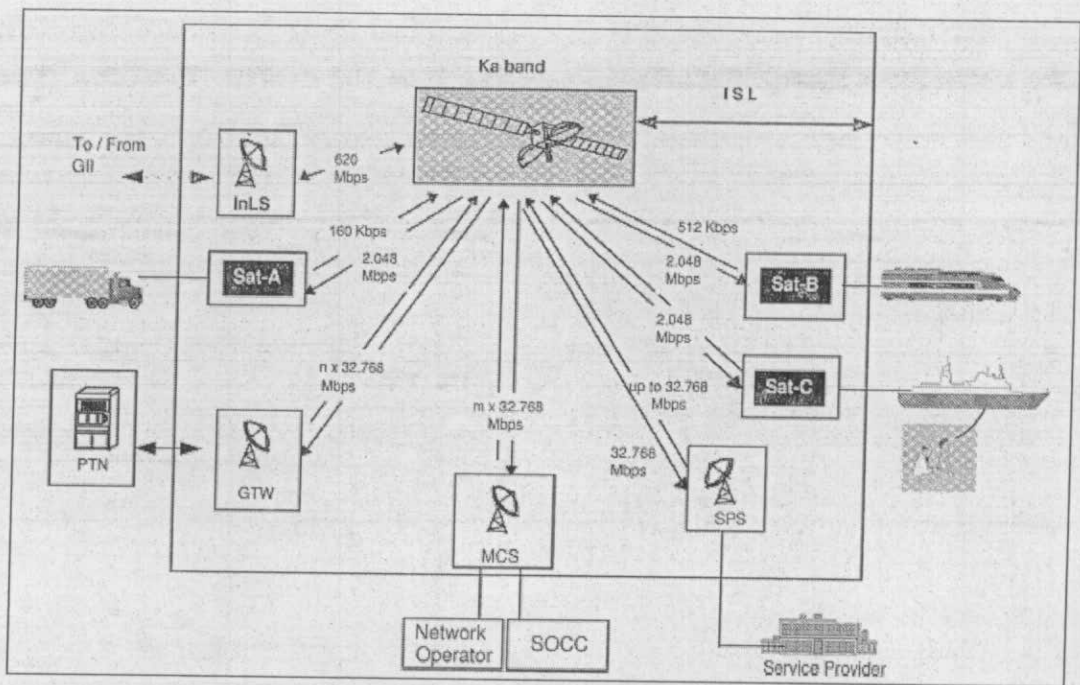 Ka band
I S L
To / From
GII
620
Mbps
InLS
160 Kbps
2.048
Mbps
Sat-A
512 Kbps
2.048
Mbps
Sat-B
2.048
Mbps
Sat-C
n x 32.768
Mbps
m x 32.768
Mbps
up to 32.768
Mbps
32.768
Mbps
PTN
GTW
MCS
SPS
Network
Operator
SOCC
Service Provider